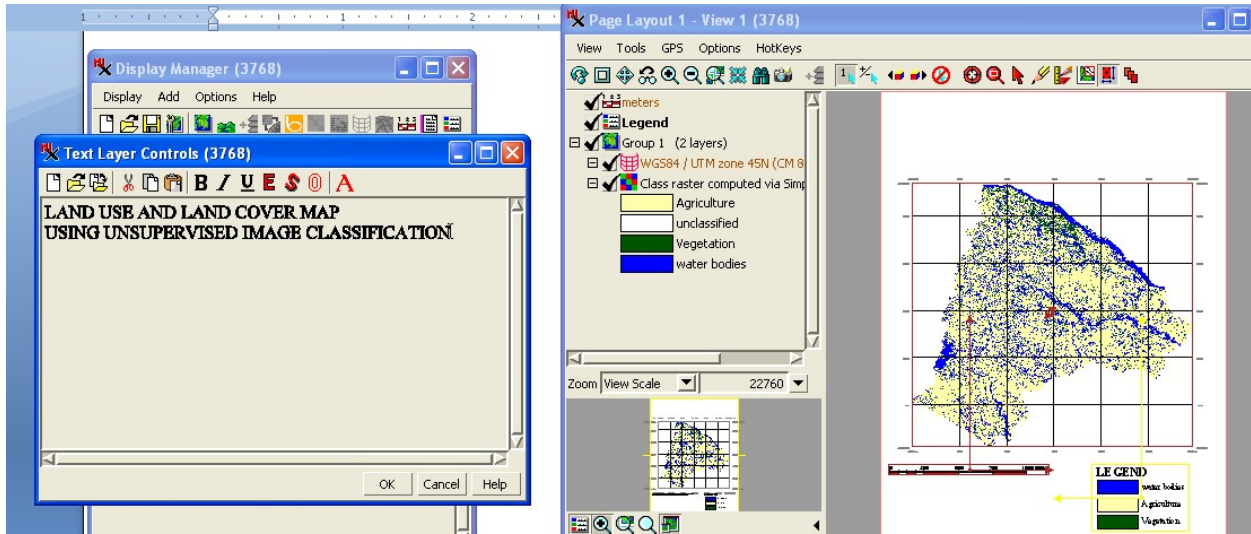 1 1 2
Display Manager (3768)
Display Add Options Help
Text Layer Controls (3768)
B I U E S O A
LAND USE AND LAND COVER MAP
USING UNSUPERVISED IMAGE CLASSIFICATION
OK Cancel Help
Page Layout 1 - View 1 (3768)
View Tools GPS Options HotKeys
meters
Legend
Group 1 (2 layers)
WGS84 / UTM zone 45N (CM 8
Class raster computed via Simp
Agriculture
unclassified
Vegetation
water bodies
Zoom View Scale 22760
LEGEND
water bodies
Agriculture
Vegetation